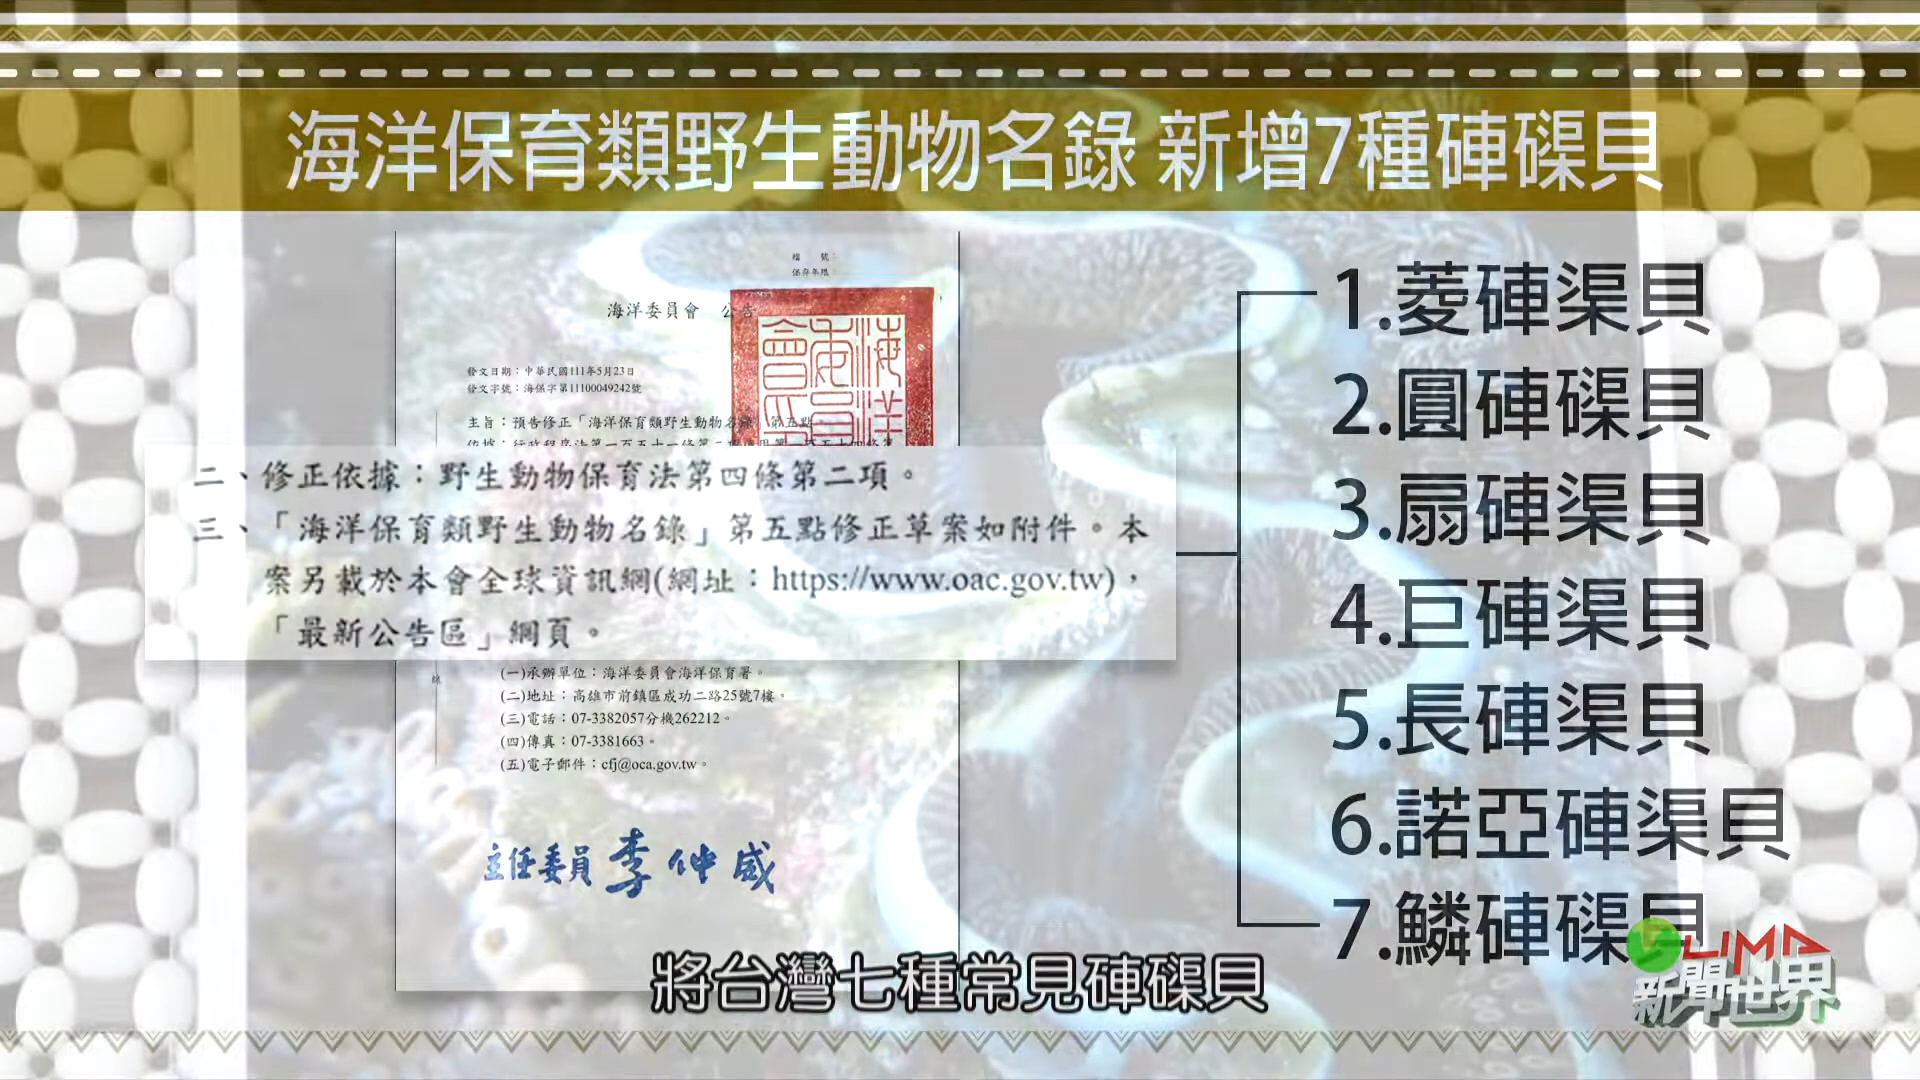 海洋保育類野生動物名錄 新增7種硨磲貝
檔 號:
保存年限
海洋委員會 公告
發文日期：中華民國111年5月23日
發文字號：海保字第11100049242號
主旨：預告修正「海洋保育類野生動物名錄」第五點
二、修正依據：野生動物保育法第四條第二項。
三、「海洋保育類野生動物名錄」第五點修正草案如附件。本
案另載於本會全球資訊網(網址：https://www.oac.gov.tw)，
「最新公告區」網頁。
(一)承辦單位：海洋委員會海洋保育署。
(二)地址：高雄市前鎮區成功二路25號7樓。
(三)電話：07-3382057分機262212。
(四)傳真：07-3381663。
(五)電子郵件：cfj@oca.gov.tw。
主任委員 李仲威
1.菱硨渠貝
2.圓硨磲貝
3.扇硨渠貝
4.巨硨渠貝
5.長硨渠貝
6.諾亞硨渠貝
7.鱗硨磲貝
LIMA
新聞世界
將台灣七種常見硨磲貝